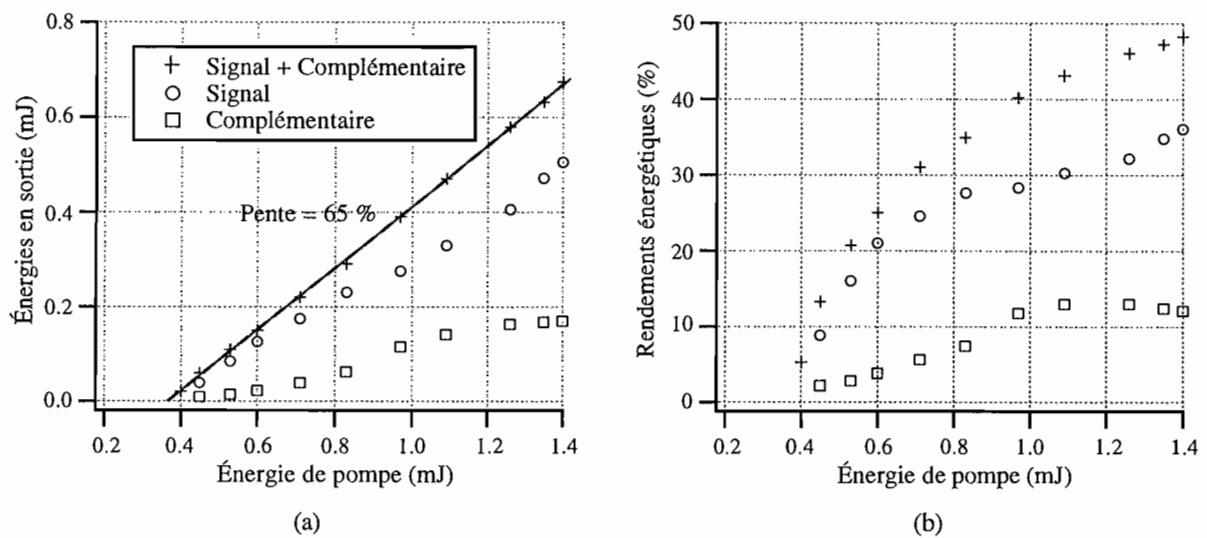 Énergies en sortie (mJ)
0.8
0.6
0.4
0.2
0.0
Signal + Complémentaire
Signal
Complémentaire
Pente = 65 %
0.2 0.4 0.6 0.8 1.0 1.2 1.4
Énergie de pompe (mJ)
(a)
Rendements énergétiques (%)
50
40
30
20
10
0
0.2 0.4 0.6 0.8 1.0 1.2 1.4
Énergie de pompe (mJ)
(b)